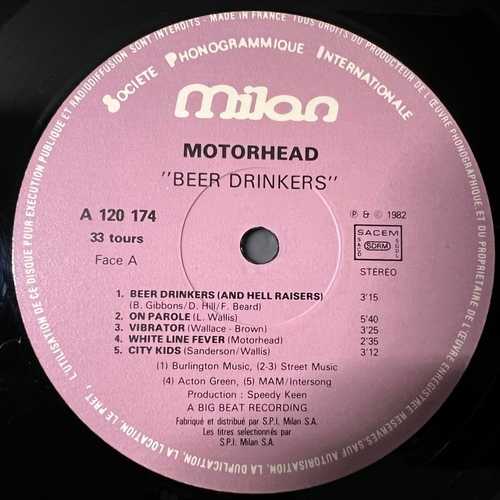 MADE IN FRANCE. TOUS DROITS DU PRODUCTEUR DE L'ŒUVRE PHONOGRAPHIQUE ET DU PROPRIETAIRE DE L'ŒUVRE ENREGISTREE RESERVES. SAUF AUTORISATION, LA DUPLICATION, LA LOCATION, LE PRET, L'UTILISATION DE CE DISQUE POUR EXECUTION PUBLIQUE ET RADIODIFFUSION SONT INTERDITS.
SOCIETE PHONOGRAMMIQUE INTERNATIONALE
milan
MOTORHEAD
"BEER DRINKERS"
A 120 174
33 tours
Face A
℗ & © 1982
SACEM
SACD SDRM SGDL
STÉRÉO
1. BEER DRINKERS (AND HELL RAISERS) 3'15
(B. Gibbons/D. Hill/F. Beard)
2. ON PAROLE (L. Wallis) 5'40
3. VIBRATOR (Wallace - Brown) 3'25
4. WHITE LINE FEVER (Motorhead) 2'35
5. CITY KIDS (Sanderson/Wallis) 3'12
(1) Burlington Music, (2-3) Street Music
(4) Acton Green, (5) MAM/Intersong
Production : Speedy Keen
A BIG BEAT RECORDING
Fabriqué et distribué par S.P.I. Milan S.A.
Les titres selectionnés par
S.P.I. Milan S.A.